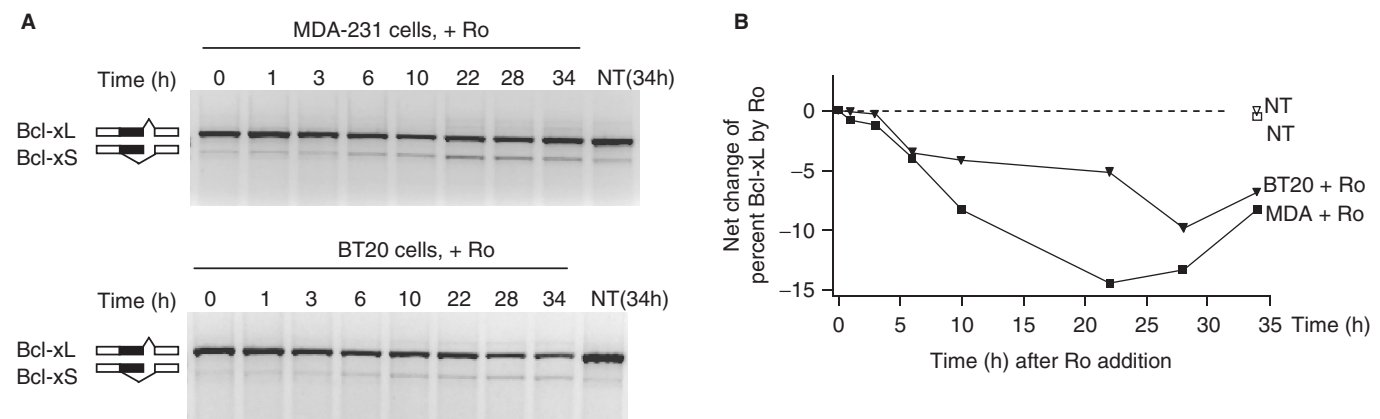 A
MDA-231 cells, + Ro
Time (h) 0 1 3 6 10 22 28 34 NT(34h)
Bcl-xL
Bcl-xS
BT20 cells, + Ro
Time (h) 0 1 3 6 10 22 28 34 NT(34h)
Bcl-xL
Bcl-xS
B
Net change of
percent Bcl-xL by Ro
0
−5
−10
−15
NT
NT
BT20 + Ro
MDA + Ro
0 5 10 15 20 25 30 35 Time (h)
Time (h) after Ro addition